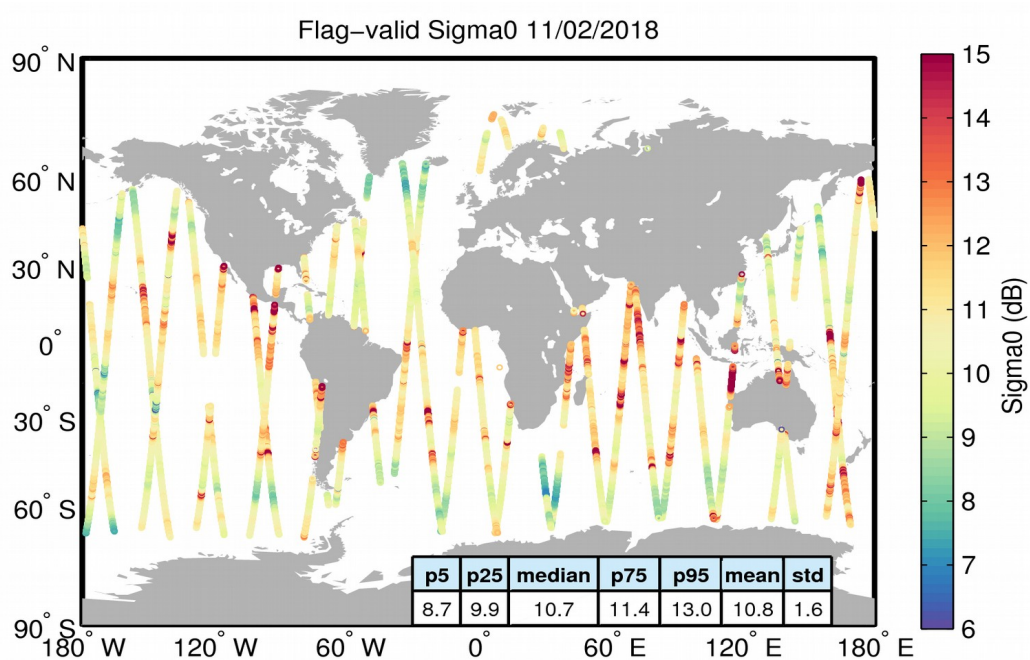 Flag-valid Sigma0 11/02/2018
90° N
60° N
30° N
0°
30° S
60° S
90° S
180° W
120° W
60° W
0°
60° E
120° E
180° E
15
14
13
12
11
10
9
8
7
6
Sigma0 (dB)
p5 p25 median p75 p95 mean std
8.7 9.9 10.7 11.4 13.0 10.8 1.6